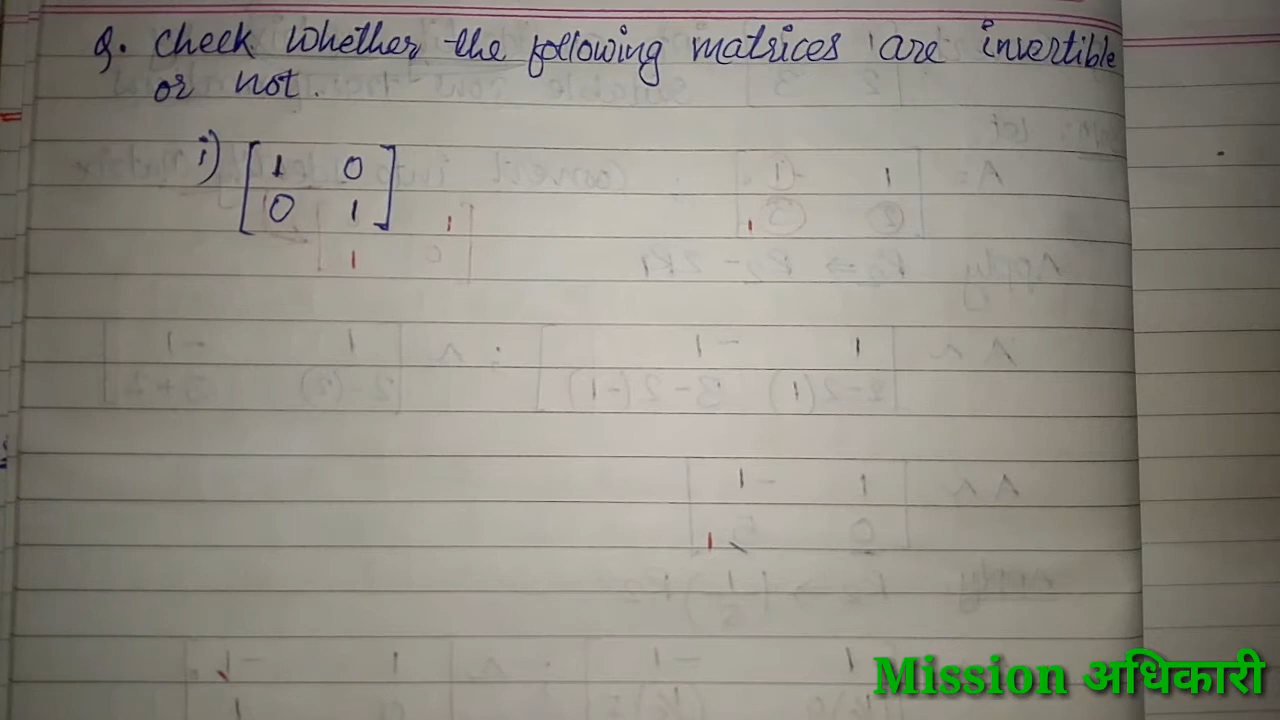 Q. Check whether the following matrices are invertible
or not.
i) [ 1 0
0 1 ]
Mission अधिकारी